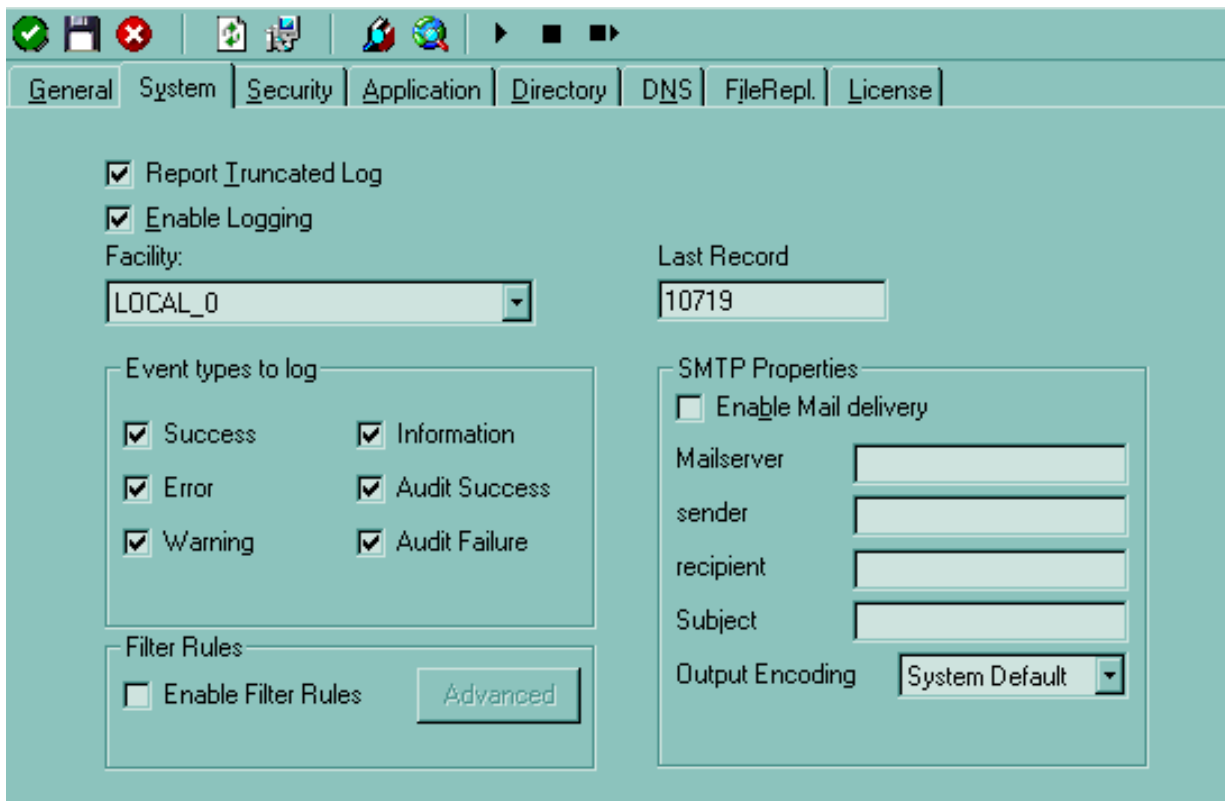 General System Security Application Directory DNS FileRepl. License
Report Truncated Log
Enable Logging
Facility:
LOCAL_0
Last Record
10719
Event types to log
Success
Information
Error
Audit Success
Warning
Audit Failure
Filter Rules
Enable Filter Rules
Advanced
SMTP Properties
Enable Mail delivery
Mailserver
sender
recipient
Subject
Output Encoding
System Default